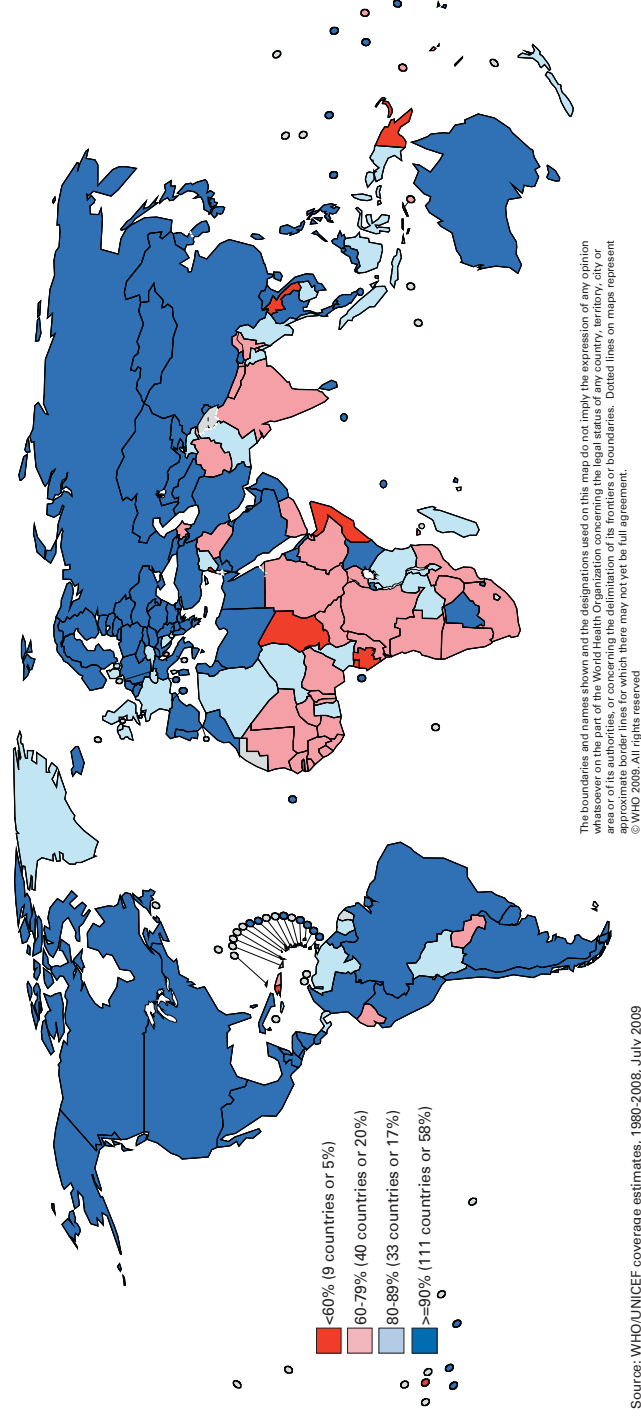 <60% (9 countries or 5%)
60-79% (40 countries or 20%)
80-89% (33 countries or 17%)
>=90% (111 countries or 58%)
Source: WHO/UNICEF coverage estimates, 1980-2008, July 2009
The boundaries and names shown and the designations used on this map do not imply the expression of any opinion
whatsoever on the part of the World Health Organization concerning the legal status of any country, territory, city or
area or of its authorities, or concerning the delimitation of its frontiers or boundaries. Dotted lines on maps represent
approximate border lines for which there may not yet be full agreement.
© WHO 2009. All rights reserved